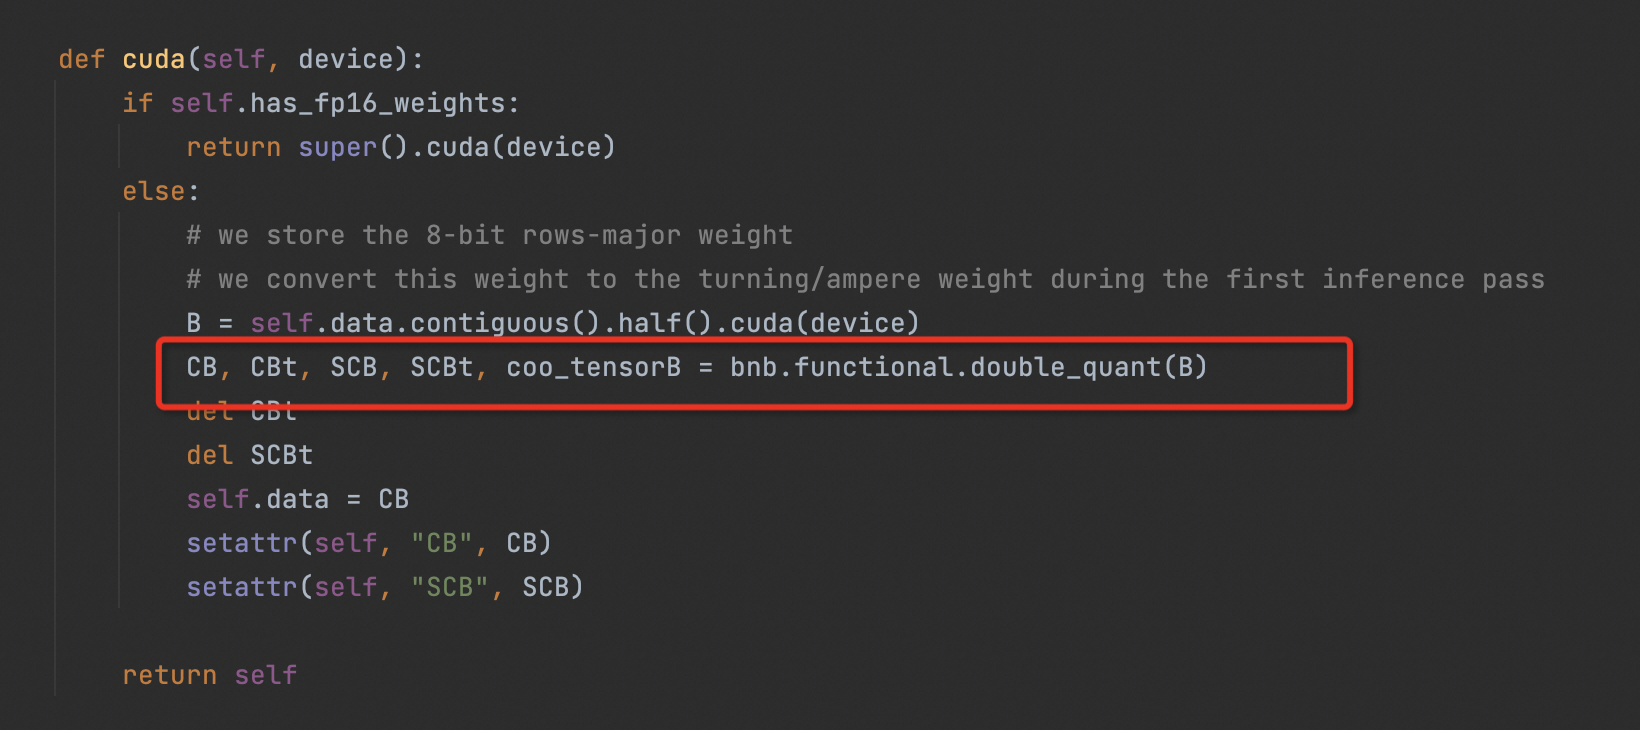 def cuda(self, device):
if self.has_fp16_weights:
return super().cuda(device)
else:
# we store the 8-bit rows-major weight
# we convert this weight to the turning/ampere weight during the first inference pass
B = self.data.contiguous().half().cuda(device)
CB, CBt, SCB, SCBt, coo_tensorB = bnb.functional.double_quant(B)
del CBt
del SCBt
self.data = CB
setattr(self, "CB", CB)
setattr(self, "SCB", SCB)
return self